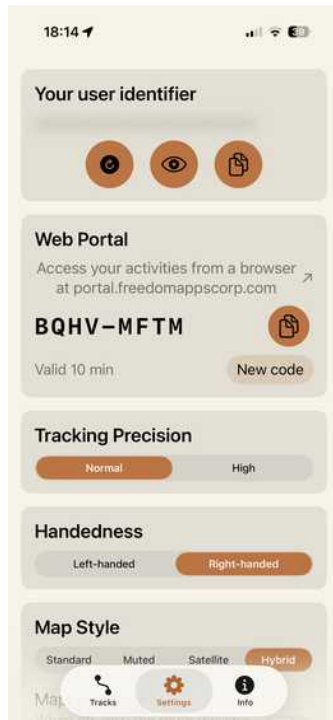 18:14
39
Your user identifier
Web Portal
Access your activities from a browser
at portal.freedomappscorp.com
BQHV-MFTM
Valid 10 min
New code
Tracking Precision
Normal High
Handedness
Left-handed Right-handed
Map Style
Standard Muted Satellite Hybrid
Map
Tracks Settings Info